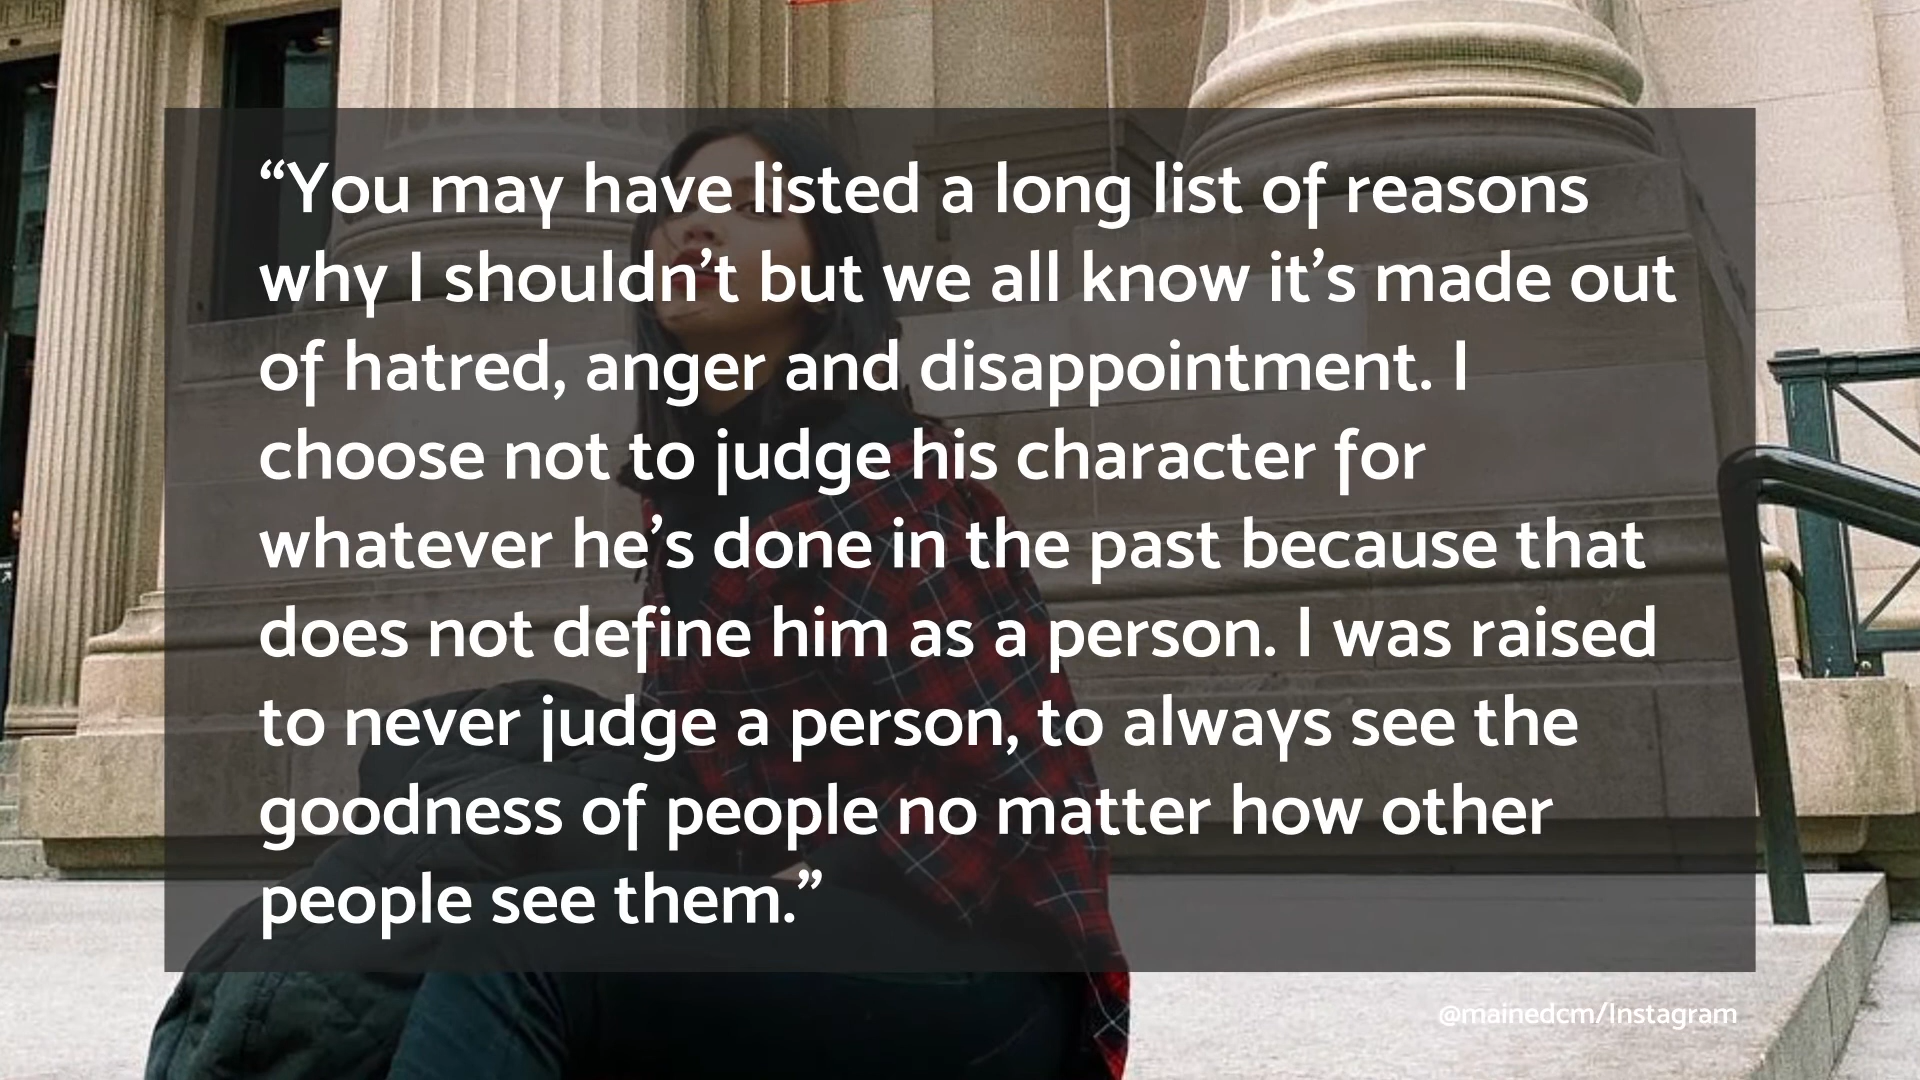 “You may have listed a long list of reasons
why I shouldn’t but we all know it’s made out
of hatred, anger and disappointment. I
choose not to judge his character for
whatever he’s done in the past because that
does not define him as a person. I was raised
to never judge a person, to always see the
goodness of people no matter how other
people see them.”
@mainedcm/Instagram